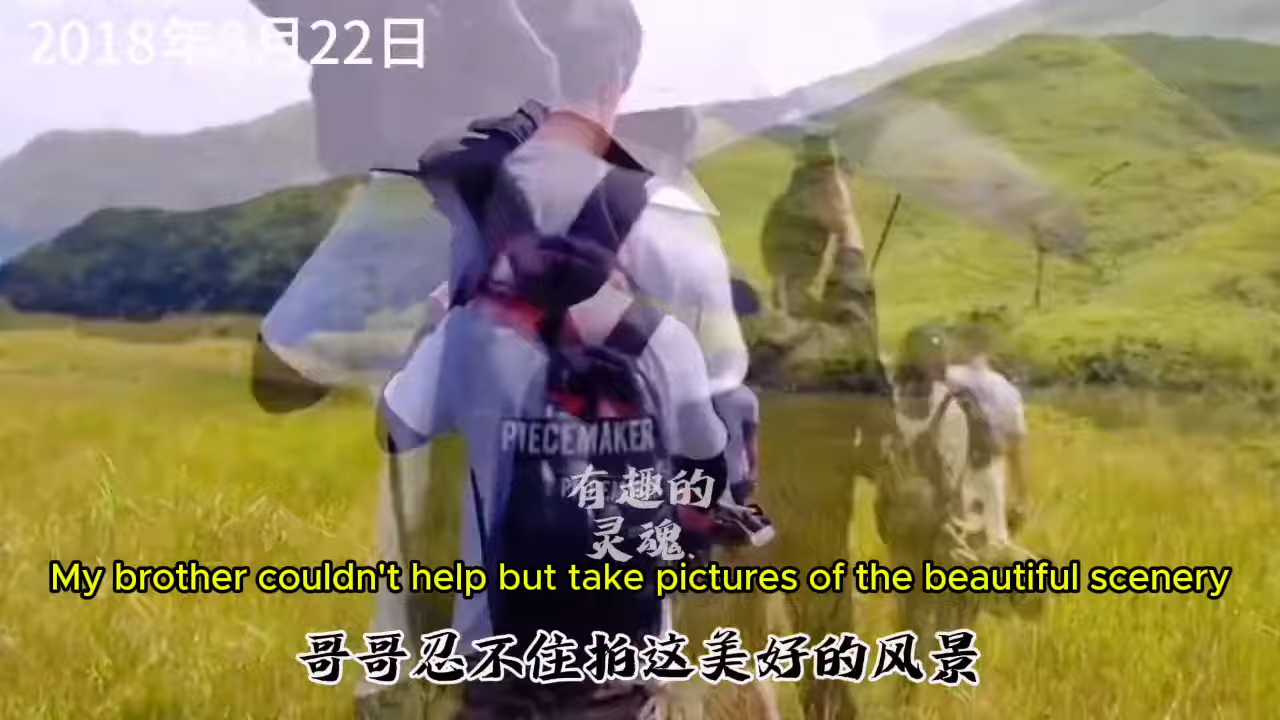 2018年8月22日
PIECEMAKER
有趣的
灵魂
My brother couldn't help but take pictures of the beautiful scenery
哥哥忍不住拍这美好的风景